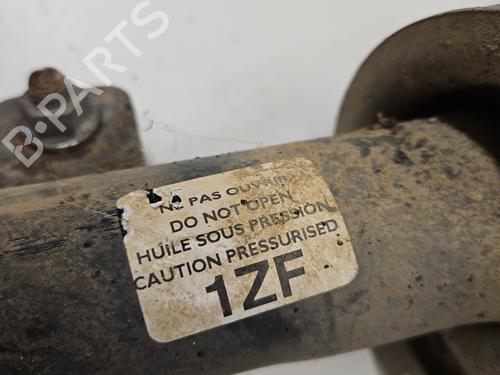 B-PARTS
NE PAS OUVRIR
DO NOT OPEN
HUILE SOUS PRESSION
CAUTION PRESSURISED
1ZF